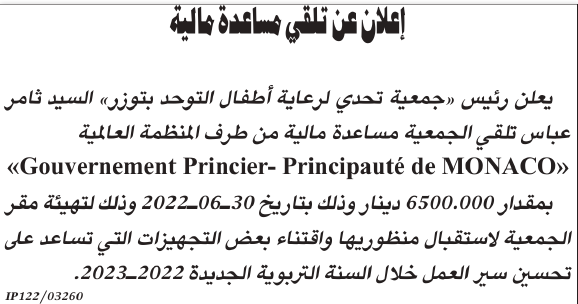 إعلان عن تلقي مساعدة مالية
يعلن رئيس «جمعية تحدي لرعاية أطفال التوحد بتوزر» السيد ثامر
عباس تلقي الجمعية مساعدة مالية من طرف المنظمة العالمية
«Gouvernement Princier- Principauté de MONACO»
بمقدار 6500.000 دينار وذلك بتاريخ 30ـ06ـ2022 وذلك لتهيئة مقر
الجمعية لاستقبال منظوريها واقتناء بعض التجهيزات التي تساعد على
تحسين سير العمل خلال السنة التربوية الجديدة 2022ـ2023.
IP122/03260